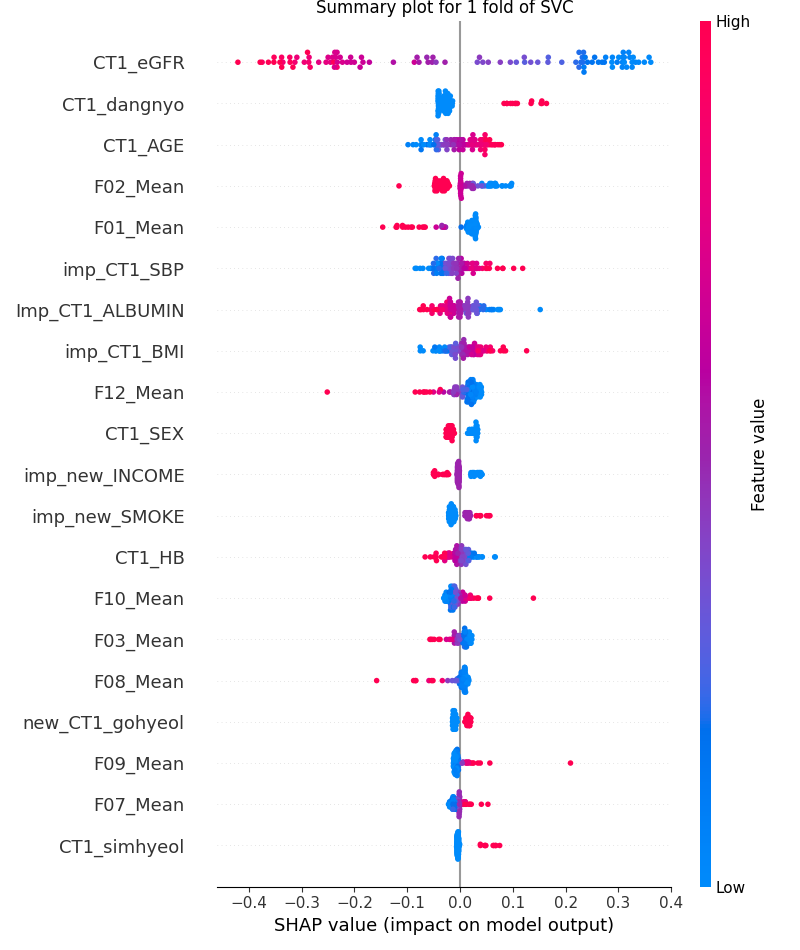 Summary plot for 1 fold of SVC
High
CT1_eGFR
CT1_dangnyo
CT1_AGE
F02_Mean
F01_Mean
imp_CT1_SBP
Imp_CT1_ALBUMIN
imp_CT1_BMI
F12_Mean
CT1_SEX
imp_new_INCOME
imp_new_SMOKE
CT1_HB
F10_Mean
F03_Mean
F08_Mean
new_CT1_gohyeol
F09_Mean
F07_Mean
CT1_simhyeol
Feature value
Low
−0.4 −0.3 −0.2 −0.1 0.0 0.1 0.2 0.3 0.4
SHAP value (impact on model output)